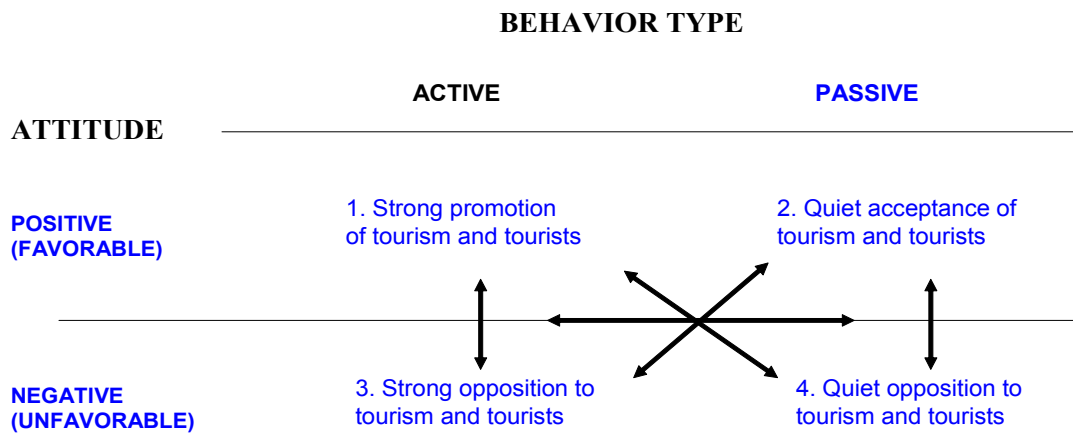 BEHAVIOR TYPE
ACTIVE
PASSIVE
ATTITUDE
POSITIVE
(FAVORABLE)
1. Strong promotion
of tourism and tourists
2. Quiet acceptance of
tourism and tourists
NEGATIVE
(UNFAVORABLE)
3. Strong opposition to
tourism and tourists
4. Quiet opposition to
tourism and tourists